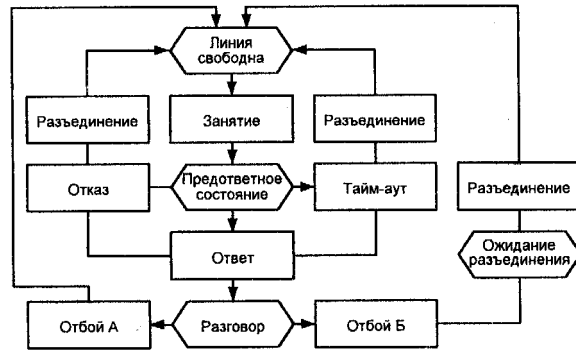 Линия
свободна
Разъединение
Занятие
Разъединение
Отказ
Предответное
состояние
Тайм-аут
Разъединение
Ответ
Ожидание
разъединения
Отбой А
Разговор
Отбой Б